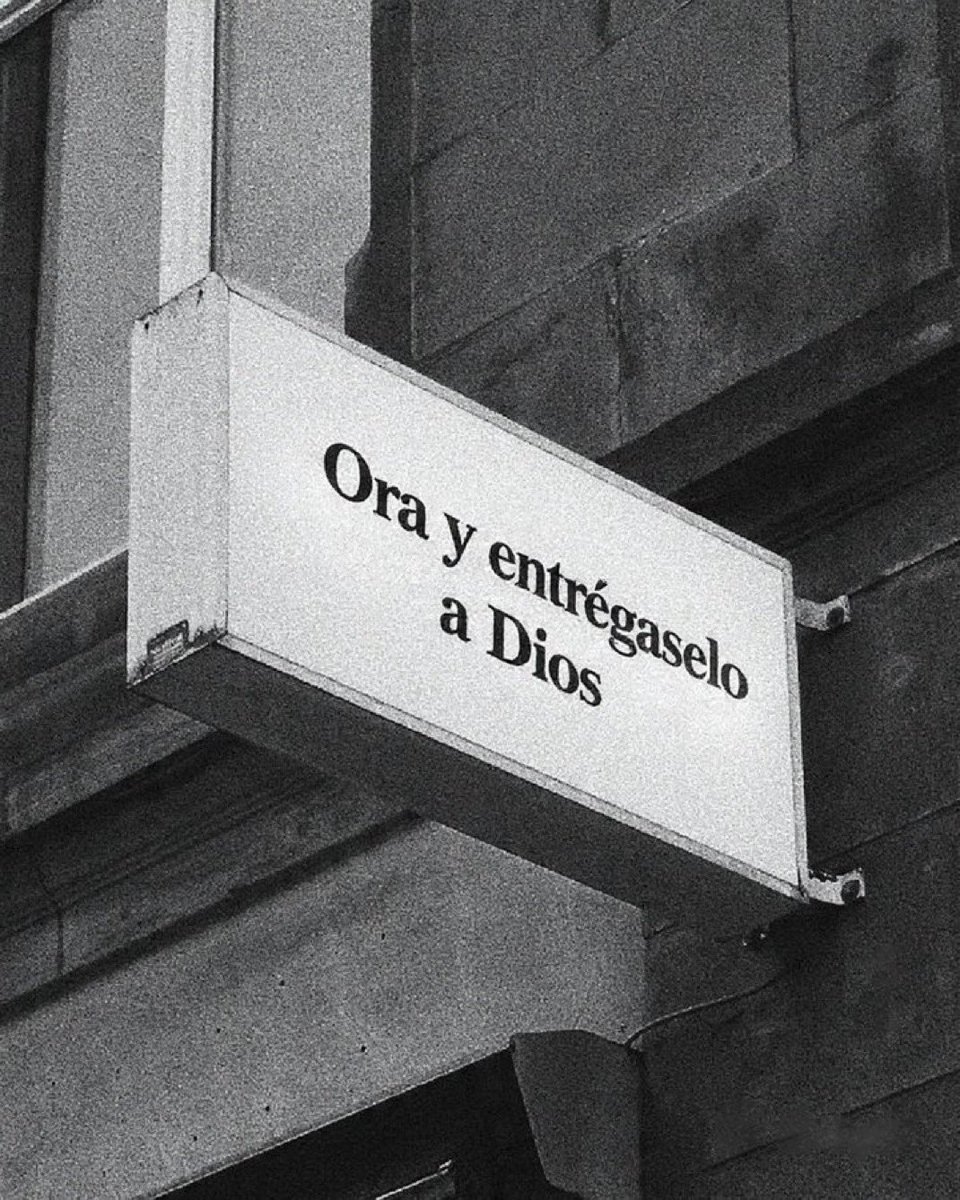 Ora y entrégaselo
a Dios